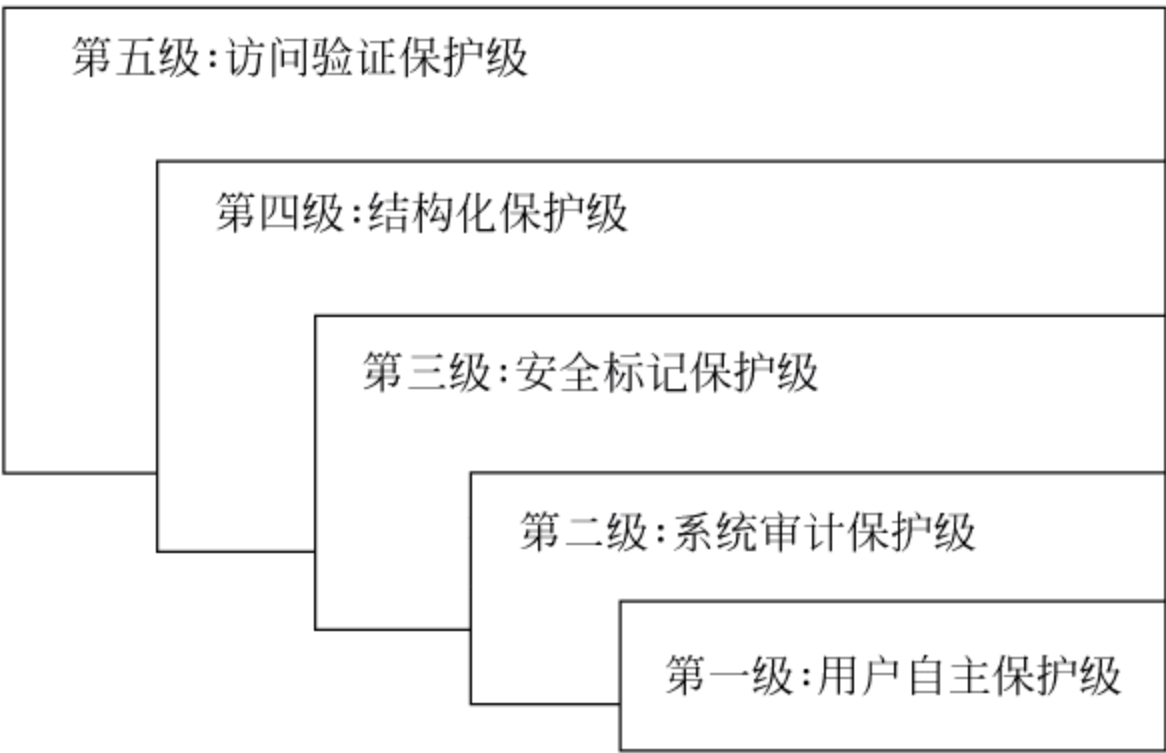 第五级:访问验证保护级
第四级:结构化保护级
第三级:安全标记保护级
第二级:系统审计保护级
第一级:用户自主保护级